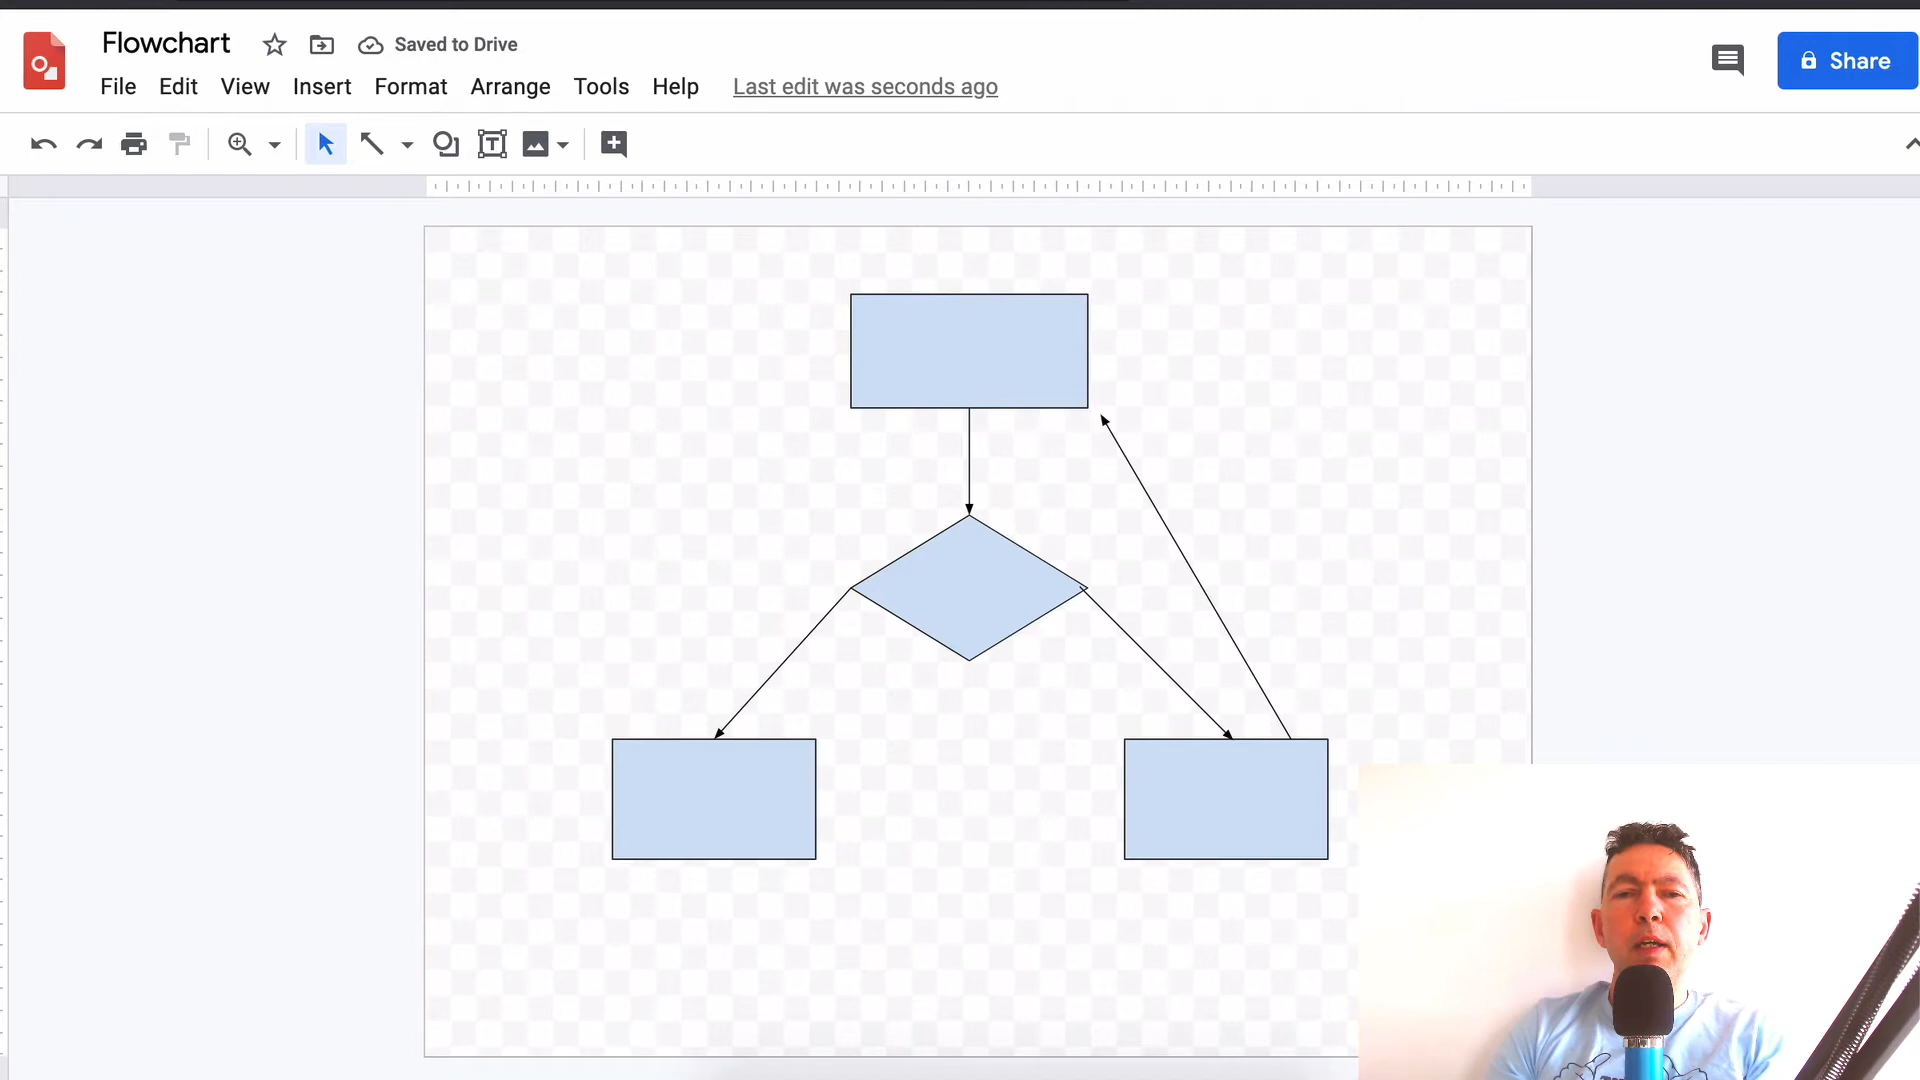 Flowchart
Saved to Drive
File Edit View Insert Format Arrange Tools Help Last edit was seconds ago
Share